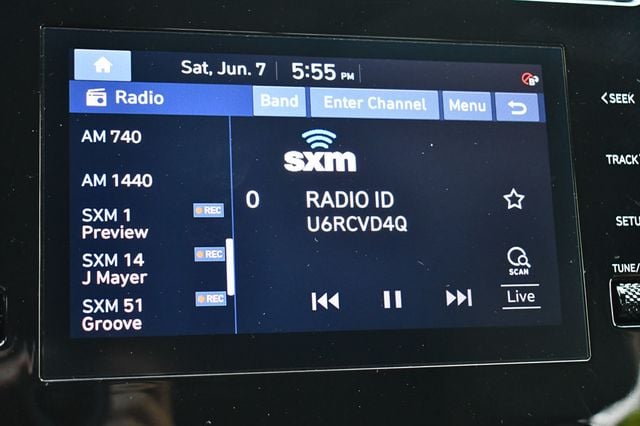 Sat, Jun. 7 5:55 PM
Radio Band Enter Channel Menu
AM 740
AM 1440
SXM 1 REC
Preview
SXM 14 REC
J Mayer
SXM 51 REC
Groove
sxm
0 RADIO ID
U6RCVD4Q
SCAN
Live
< SEEK
TRACK
SETU
TUNE/